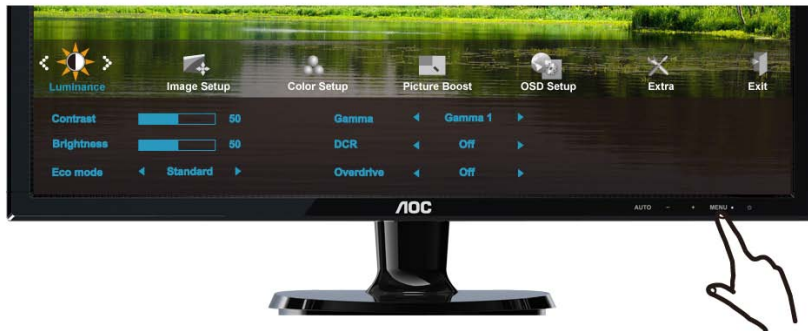 Luminance Image Setup Color Setup Picture Boost OSD Setup Extra Exit
Contrast 50 Gamma Gamma 1
Brightness 50 DCR Off
Eco mode Standard Overdrive Off
AOC AUTO - + MENU